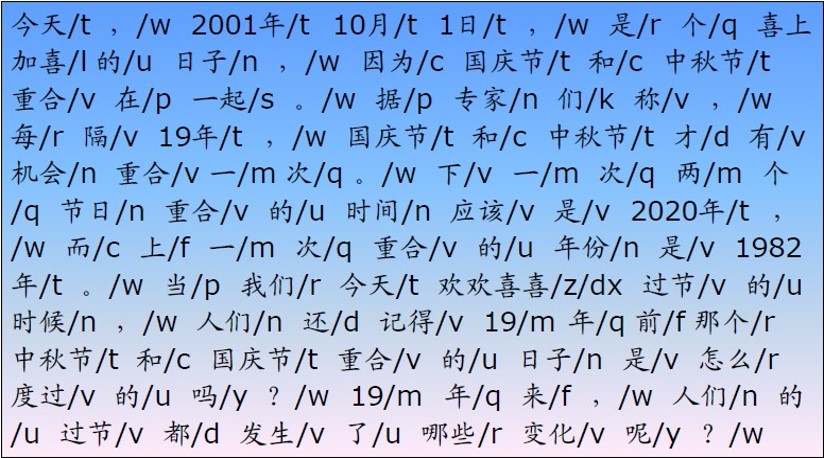 今天/t ，/w 2001年/t 10月/t 1日/t ，/w 是/r 个/q 喜上
加喜/l 的/u 日子/n ，/w 因为/c 国庆节/t 和/c 中秋节/t
重合/v 在/p 一起/s 。/w 据/p 专家/n 们/k 称/v ，/w
每/r 隔/v 19年/t ，/w 国庆节/t 和/c 中秋节/t 才/d 有/v
机会/n 重合/v 一/m 次/q 。/w 下/v 一/m 次/q 两/m 个
/q 节日/n 重合/v 的/u 时间/n 应该/v 是/v 2020年/t ，
/w 而/c 上/f 一/m 次/q 重合/v 的/u 年份/n 是/v 1982
年/t 。/w 当/p 我们/r 今天/t 欢欢喜喜/z/dx 过节/v 的/u
时候/n ，/w 人们/n 还/d 记得/v 19/m 年/q 前/f 那个/r
中秋节/t 和/c 国庆节/t 重合/v 的/u 日子/n 是/v 怎么/r
度过/v 的/u 吗/y ？/w 19/m 年/q 来/f ，/w 人们/n 的
/u 过节/v 都/d 发生/v 了/u 哪些/r 变化/v 呢/y ？/w